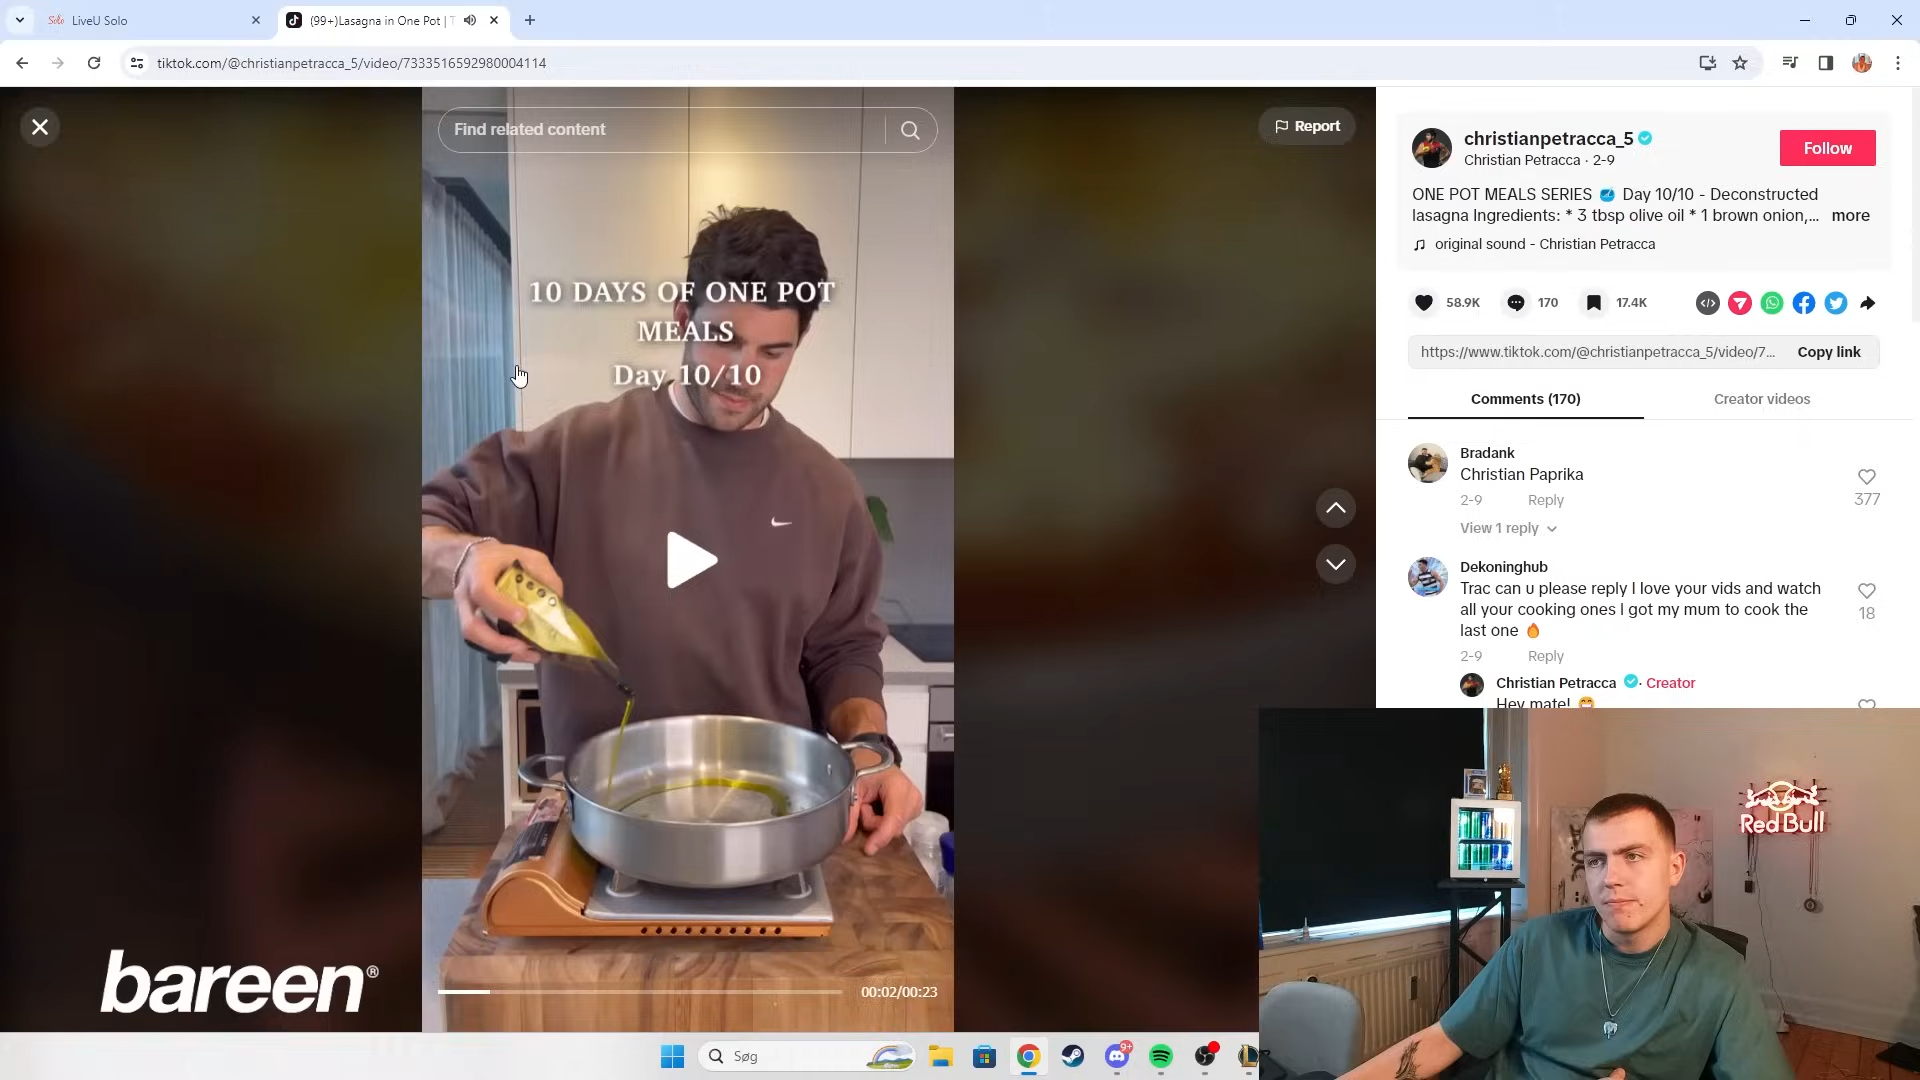 Solo
LiveU Solo
(99+)Lasagna in One Pot | T
tiktok.com/@christianpetracca_5/video/7333516592980004114
Find related content
Report
10 DAYS OF ONE POT
MEALS
Day 10/10
00:02/00:23
bareen®
christianpetracca_5
Christian Petracca · 2-9
Follow
ONE POT MEALS SERIES 🥣 Day 10/10 - Deconstructed
lasagna Ingredients: * 3 tbsp olive oil * 1 brown onion,... more
original sound - Christian Petracca
58.9K
170
17.4K
https://www.tiktok.com/@christianpetracca_5/video/7...
Copy link
Comments (170)
Creator videos
Bradank
Christian Paprika
2-9
Reply
377
View 1 reply
Dekoninghub
Trac can u please reply I love your vids and watch
all your cooking ones I got my mum to cook the
last one 🔥
18
2-9
Reply
Christian Petracca · Creator
Hey mate! 😁
Red Bull
Søg
9+